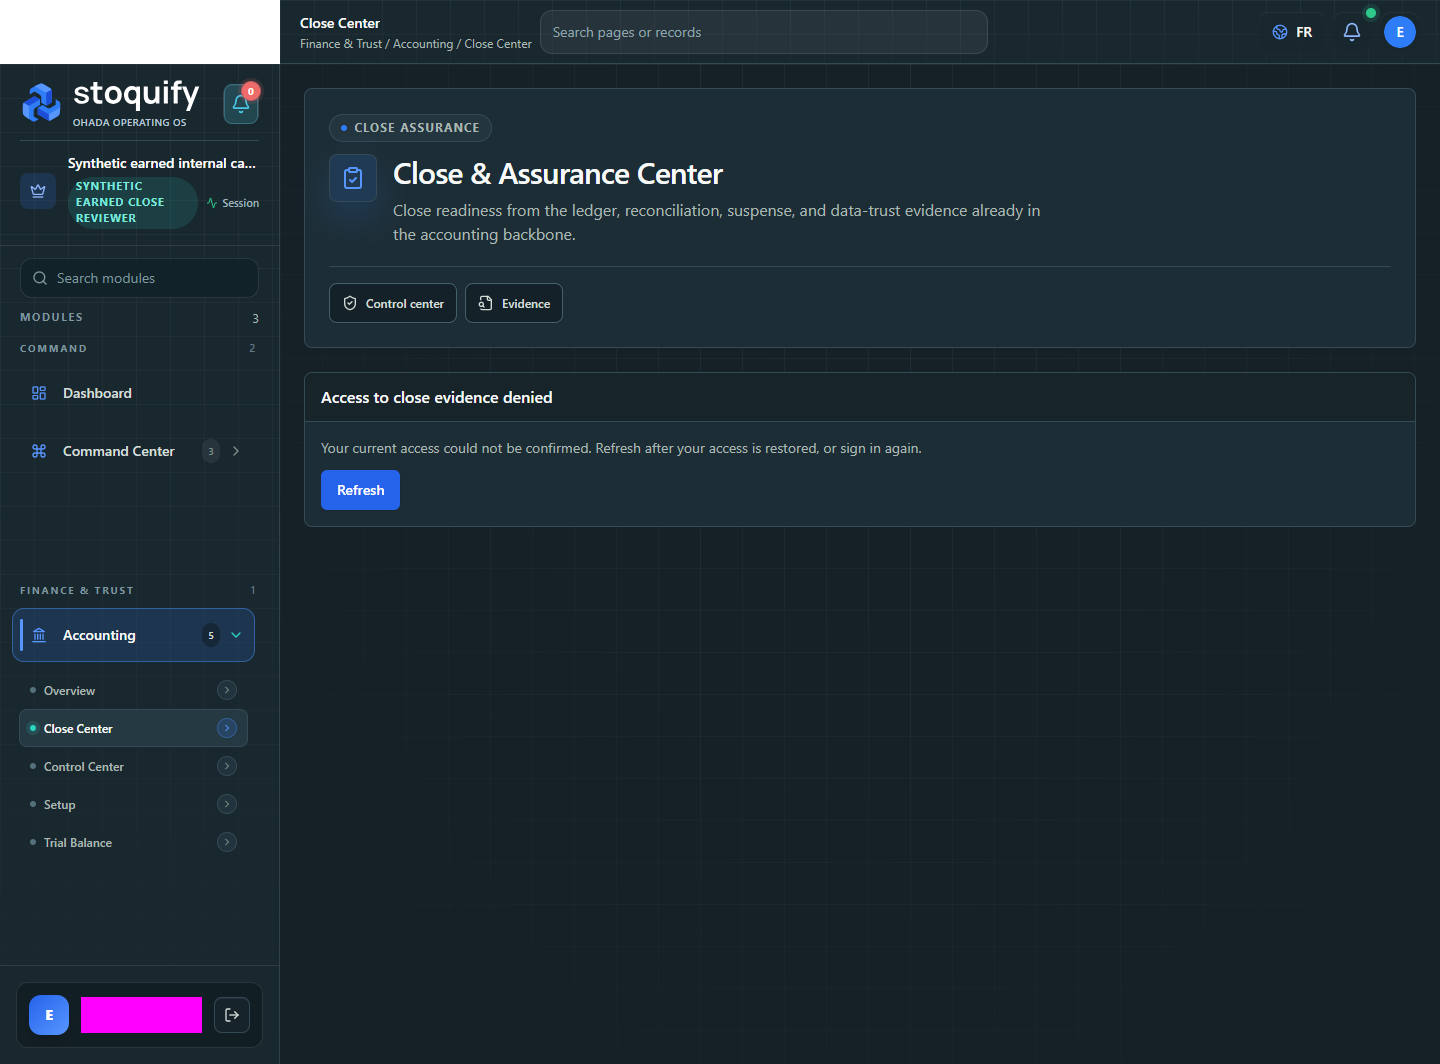 Close Center
Finance & Trust / Accounting / Close Center
Search pages or records
FR
E
stoquify
OHADA OPERATING OS
0
Synthetic earned internal ca...
SYNTHETIC
EARNED CLOSE
REVIEWER
Session
Search modules
MODULES 3
COMMAND 2
Dashboard
Command Center 3
FINANCE & TRUST 1
Accounting 5
Overview
Close Center
Control Center
Setup
Trial Balance
E
CLOSE ASSURANCE
Close & Assurance Center
Close readiness from the ledger, reconciliation, suspense, and data-trust evidence already in
the accounting backbone.
Control center
Evidence
Access to close evidence denied
Your current access could not be confirmed. Refresh after your access is restored, or sign in again.
Refresh